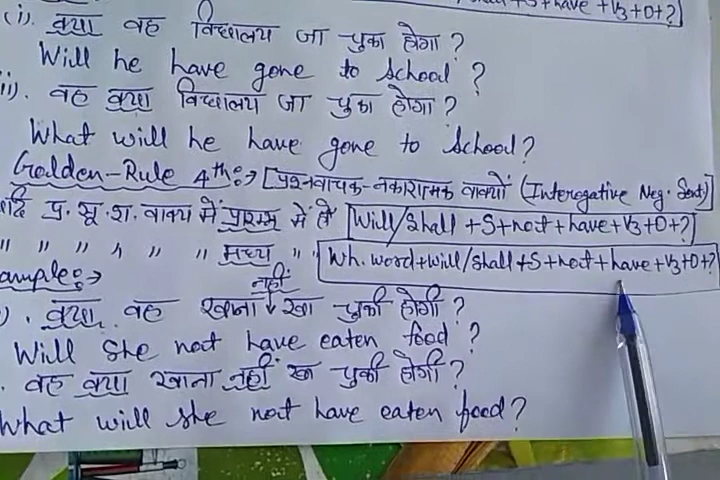 +S+have+V3+O+?]
(i). क्या वह विद्यालय जा चुका होगा ?
Will he have gone to school ?
ii). वह क्या विद्यालय जा चुका होगा ?
What will he have gone to school?
Golden-Rule 4th:→ [प्रश्नवाचक-नकारात्मक वाक्यों (Interogative Neg. Sent)
यदि प्र. सू. श. वाक्य में प्रारम्भ में हो [Will/shall +S+not+have+V3+O+?]
" " " " " मध्य " " [Wh. word+will/shall+S+not+have+V3+O+?
ample:→
). क्या वह खाना नहीं खा चुकी होगी ?
Will she not have eaten food ?
. वह क्या खाना नहीं खा चुकी होगी ?
What will she not have eaten food?